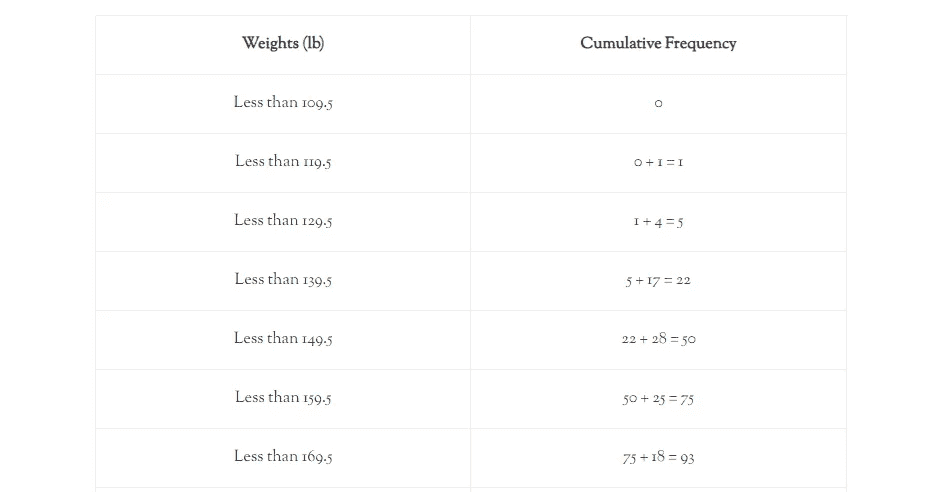 Weights (lb) Cumulative Frequency
Less than 109.5 0
Less than 119.5 0 + 1 = 1
Less than 129.5 1 + 4 = 5
Less than 139.5 5 + 17 = 22
Less than 149.5 22 + 28 = 50
Less than 159.5 50 + 25 = 75
Less than 169.5 75 + 18 = 93